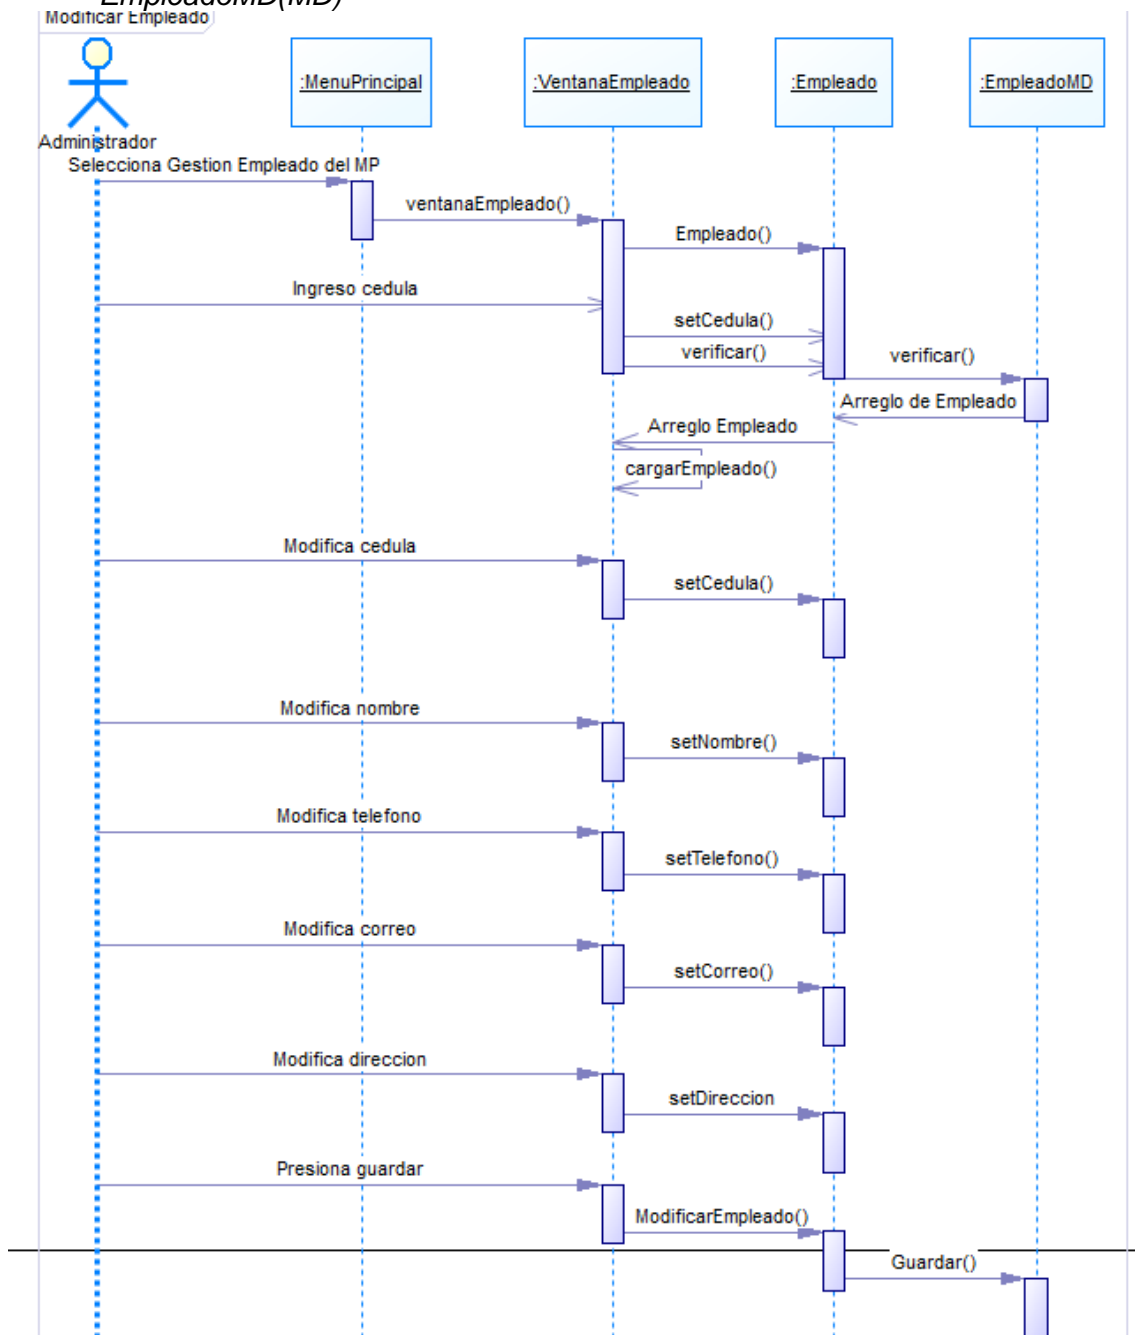 EmpleadoMD(MD)
Modificar Empleado
:MenuPrincipal
:VentanaEmpleado
:Empleado
:EmpleadoMD
Administrador
Selecciona Gestion Empleado del MP
ventanaEmpleado()
Empleado()
Ingreso cedula
setCedula()
verificar()
verificar()
Arreglo de Empleado
Arreglo Empleado
cargarEmpleado()
Modifica cedula
setCedula()
Modifica nombre
setNombre()
Modifica telefono
setTelefono()
Modifica correo
setCorreo()
Modifica direccion
setDireccion
Presiona guardar
ModificarEmpleado()
Guardar()